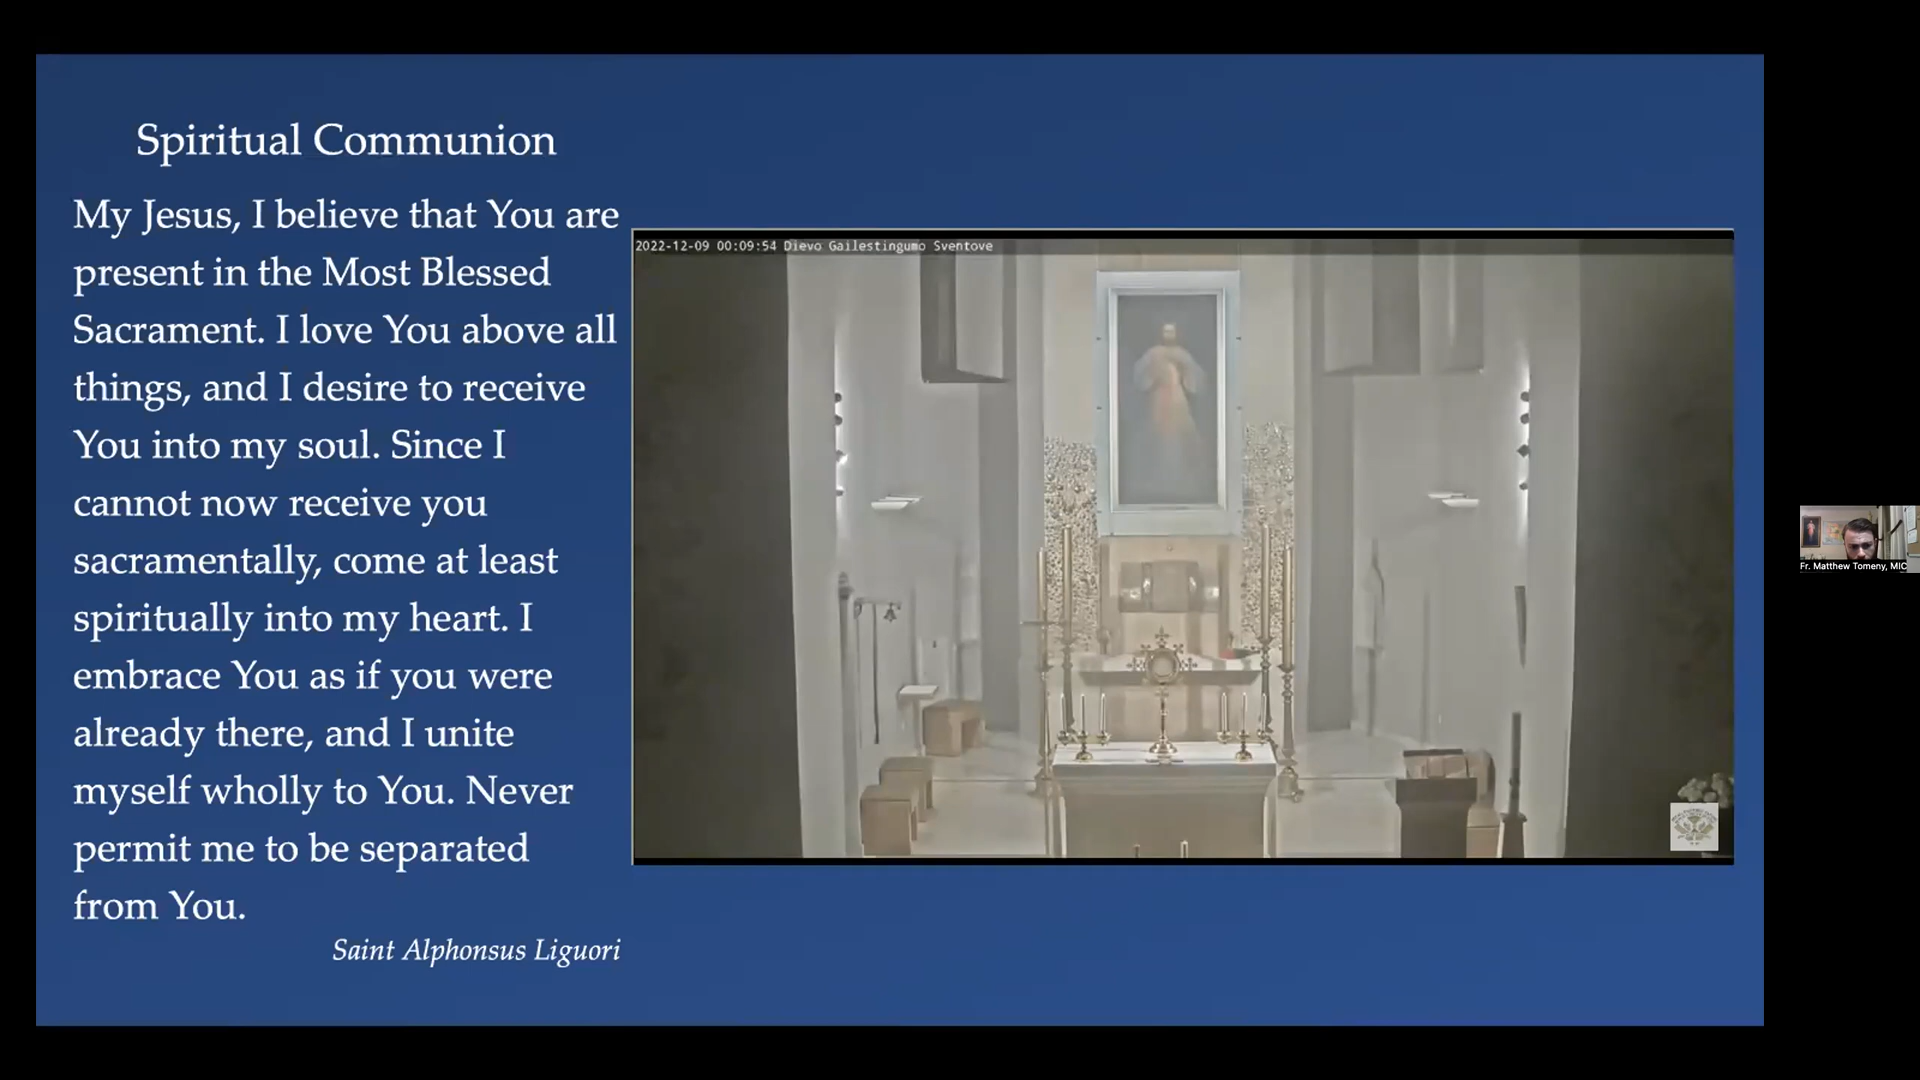 Spiritual Communion
My Jesus, I believe that You are
present in the Most Blessed
Sacrament. I love You above all
things, and I desire to receive
You into my soul. Since I
cannot now receive you
sacramentally, come at least
spiritually into my heart. I
embrace You as if you were
already there, and I unite
myself wholly to You. Never
permit me to be separated
from You.
Saint Alphonsus Liguori
2022-12-09 00:09:54 Dievo Gailestingumo Sventove
Fr. Matthew Tomeny, MIC